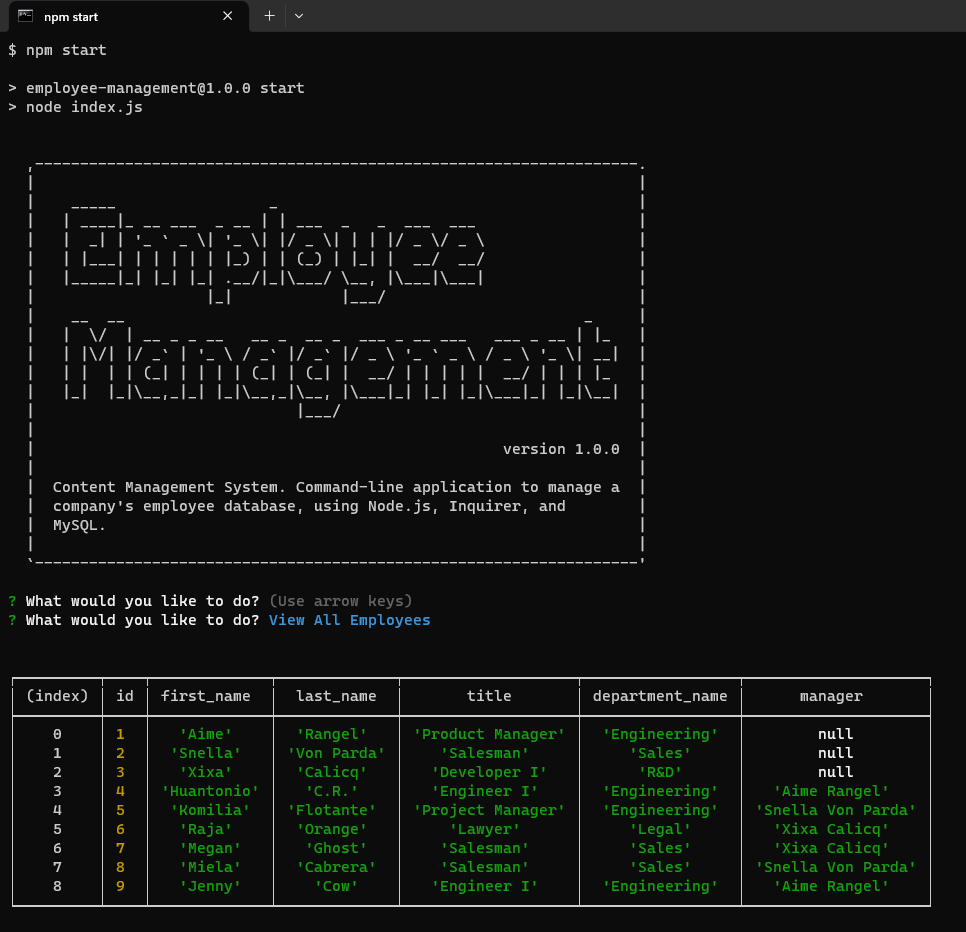 npm start
$ npm start
> employee-management@1.0.0 start
> node index.js
Employee
Management
version 1.0.0
Content Management System. Command-line application to manage a
company's employee database, using Node.js, Inquirer, and
MySQL.
? What would you like to do? (Use arrow keys)
? What would you like to do? View All Employees
(index) id first_name last_name title department_name manager
0 1 'Aime' 'Rangel' 'Product Manager' 'Engineering' null
1 2 'Snella' 'Von Parda' 'Salesman' 'Sales' null
2 3 'Xixa' 'Calicq' 'Developer I' 'R&D' null
3 4 'Huantonio' 'C.R.' 'Engineer I' 'Engineering' 'Aime Rangel'
4 5 'Komilia' 'Flotante' 'Project Manager' 'Engineering' 'Snella Von Parda'
5 6 'Raja' 'Orange' 'Lawyer' 'Legal' 'Xixa Calicq'
6 7 'Megan' 'Ghost' 'Salesman' 'Sales' 'Xixa Calicq'
7 8 'Miela' 'Cabrera' 'Salesman' 'Sales' 'Snella Von Parda'
8 9 'Jenny' 'Cow' 'Engineer I' 'Engineering' 'Aime Rangel'